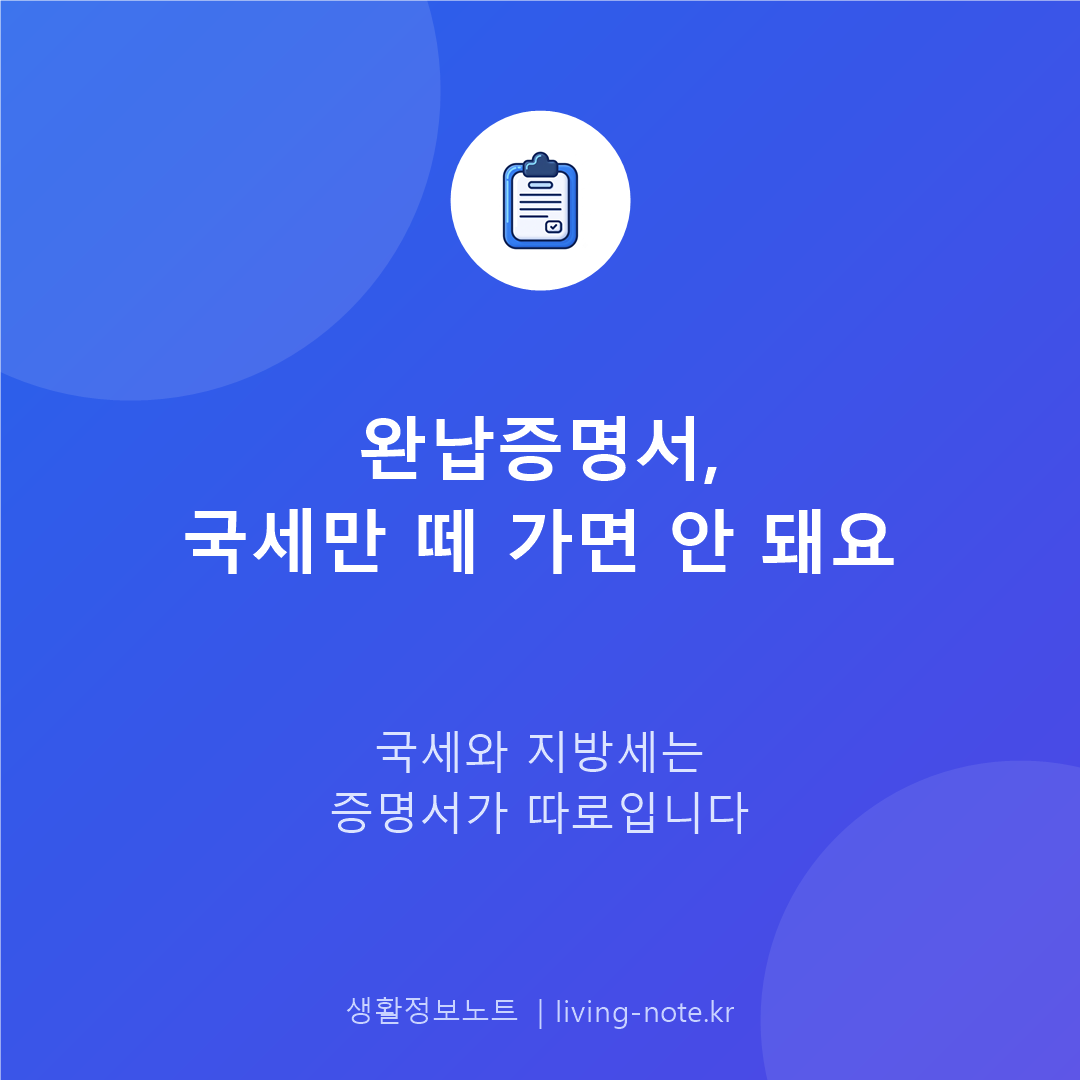 완납증명서,
국세만 떼 가면 안 돼요
국세와 지방세는
증명서가 따로입니다
생활정보노트 | living-note.kr